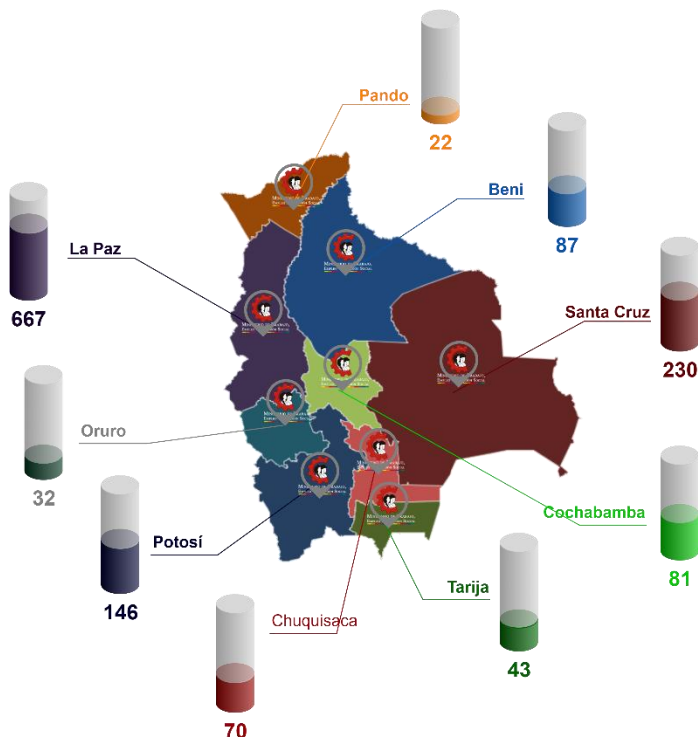 Pando
22
Beni
87
La Paz
667
Santa Cruz
230
Oruro
32
Cochabamba
81
Potosí
146
Tarija
43
Chuquisaca
70